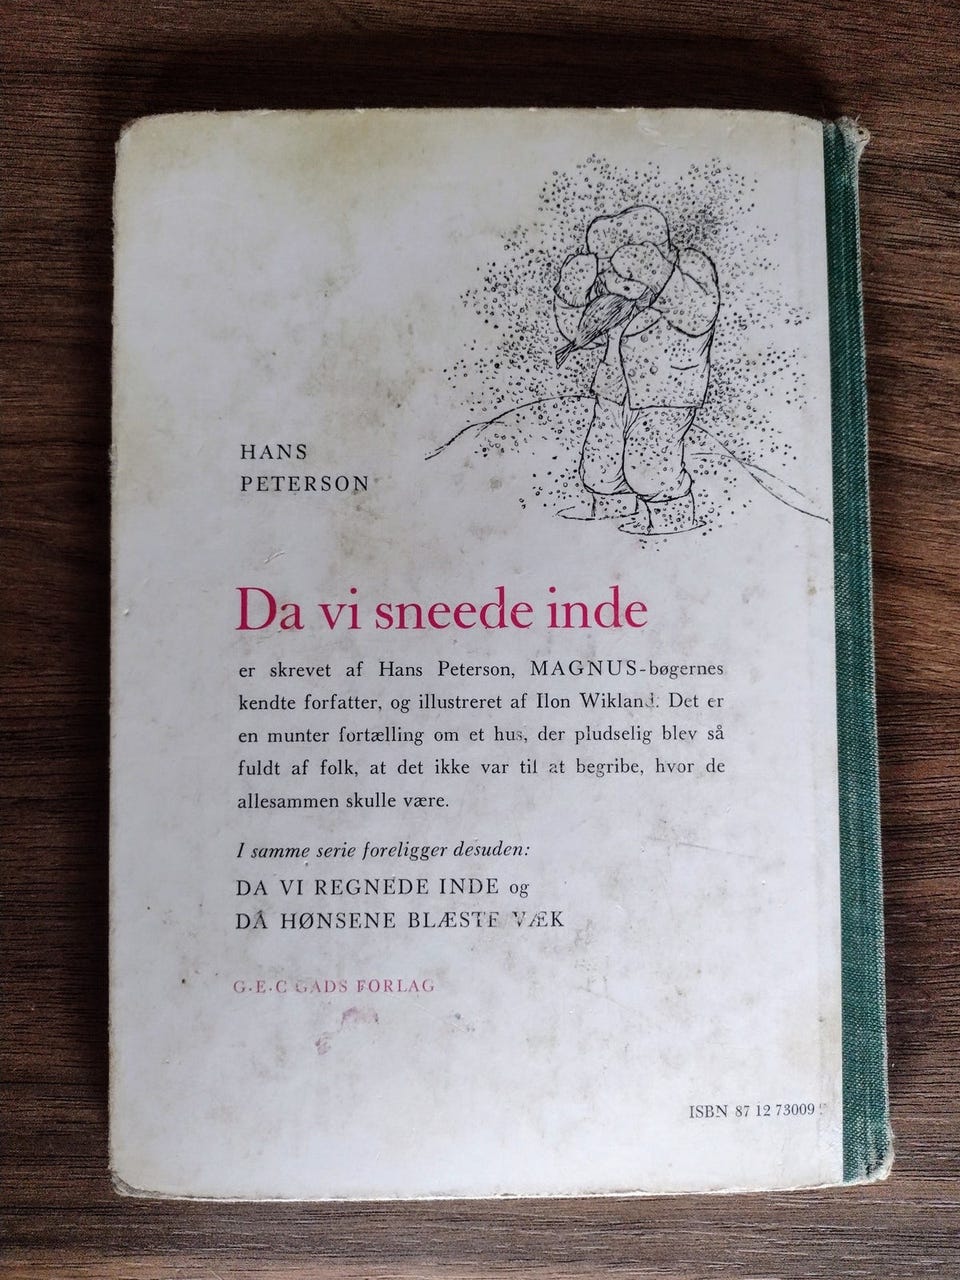 HANS
PETERSON
Da vi sneede inde
er skrevet af Hans Peterson, MAGNUS-bøgernes
kendte forfatter, og illustreret af Ilon Wikland. Det er
en munter fortælling om et hus, der pludselig blev så
fuldt af folk, at det ikke var til at begribe, hvor de
allesammen skulle være.
I samme serie foreligger desuden:
DA VI REGNEDE INDE og
DA HØNSENE BLÆSTE VÆK
G·E·C GADS FORLAG
ISBN 87 12 73009